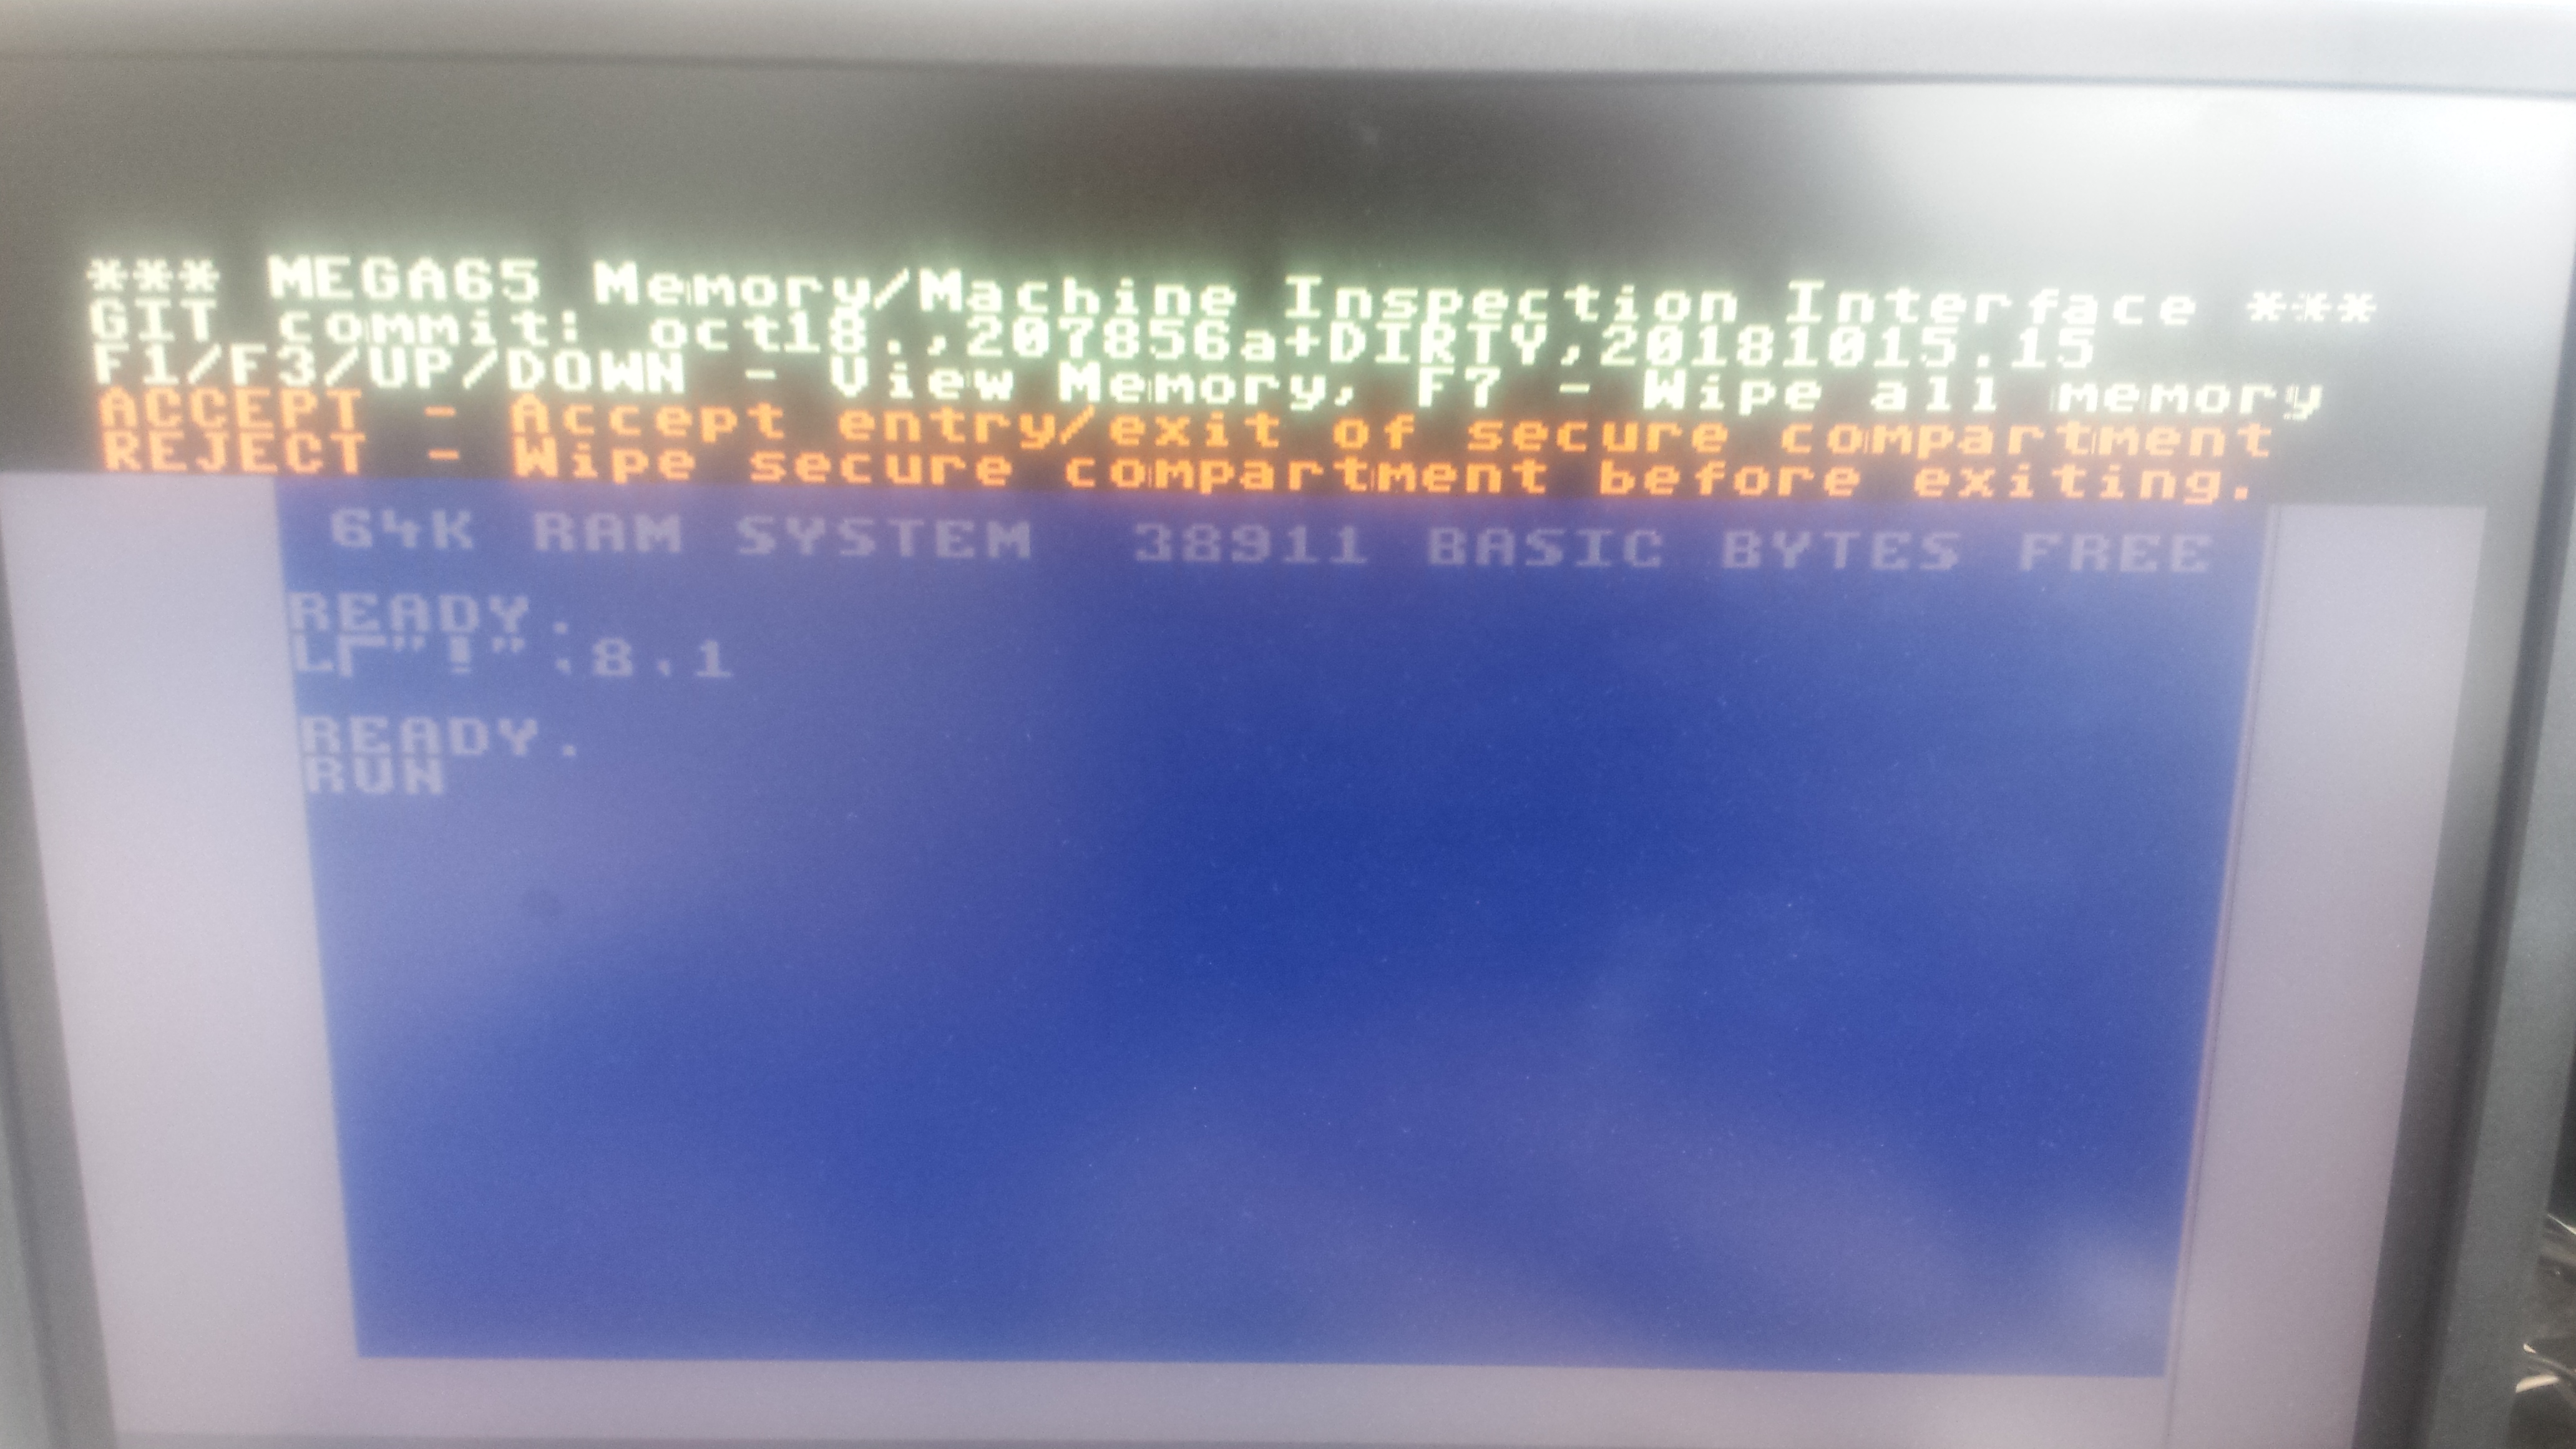 *** MEGA65 Memory/Machine Inspection Interface ***
GIT commit: oct18.,207856a+DIRTY,20181015.15
F1/F3/UP/DOWN - View Memory, F7 - Wipe all memory
ACCEPT - Accept entry/exit of secure compartment
REJECT - Wipe secure compartment before exiting.
64K RAM SYSTEM 38911 BASIC BYTES FREE
READY.
L┌"!",8,1
READY.
RUN